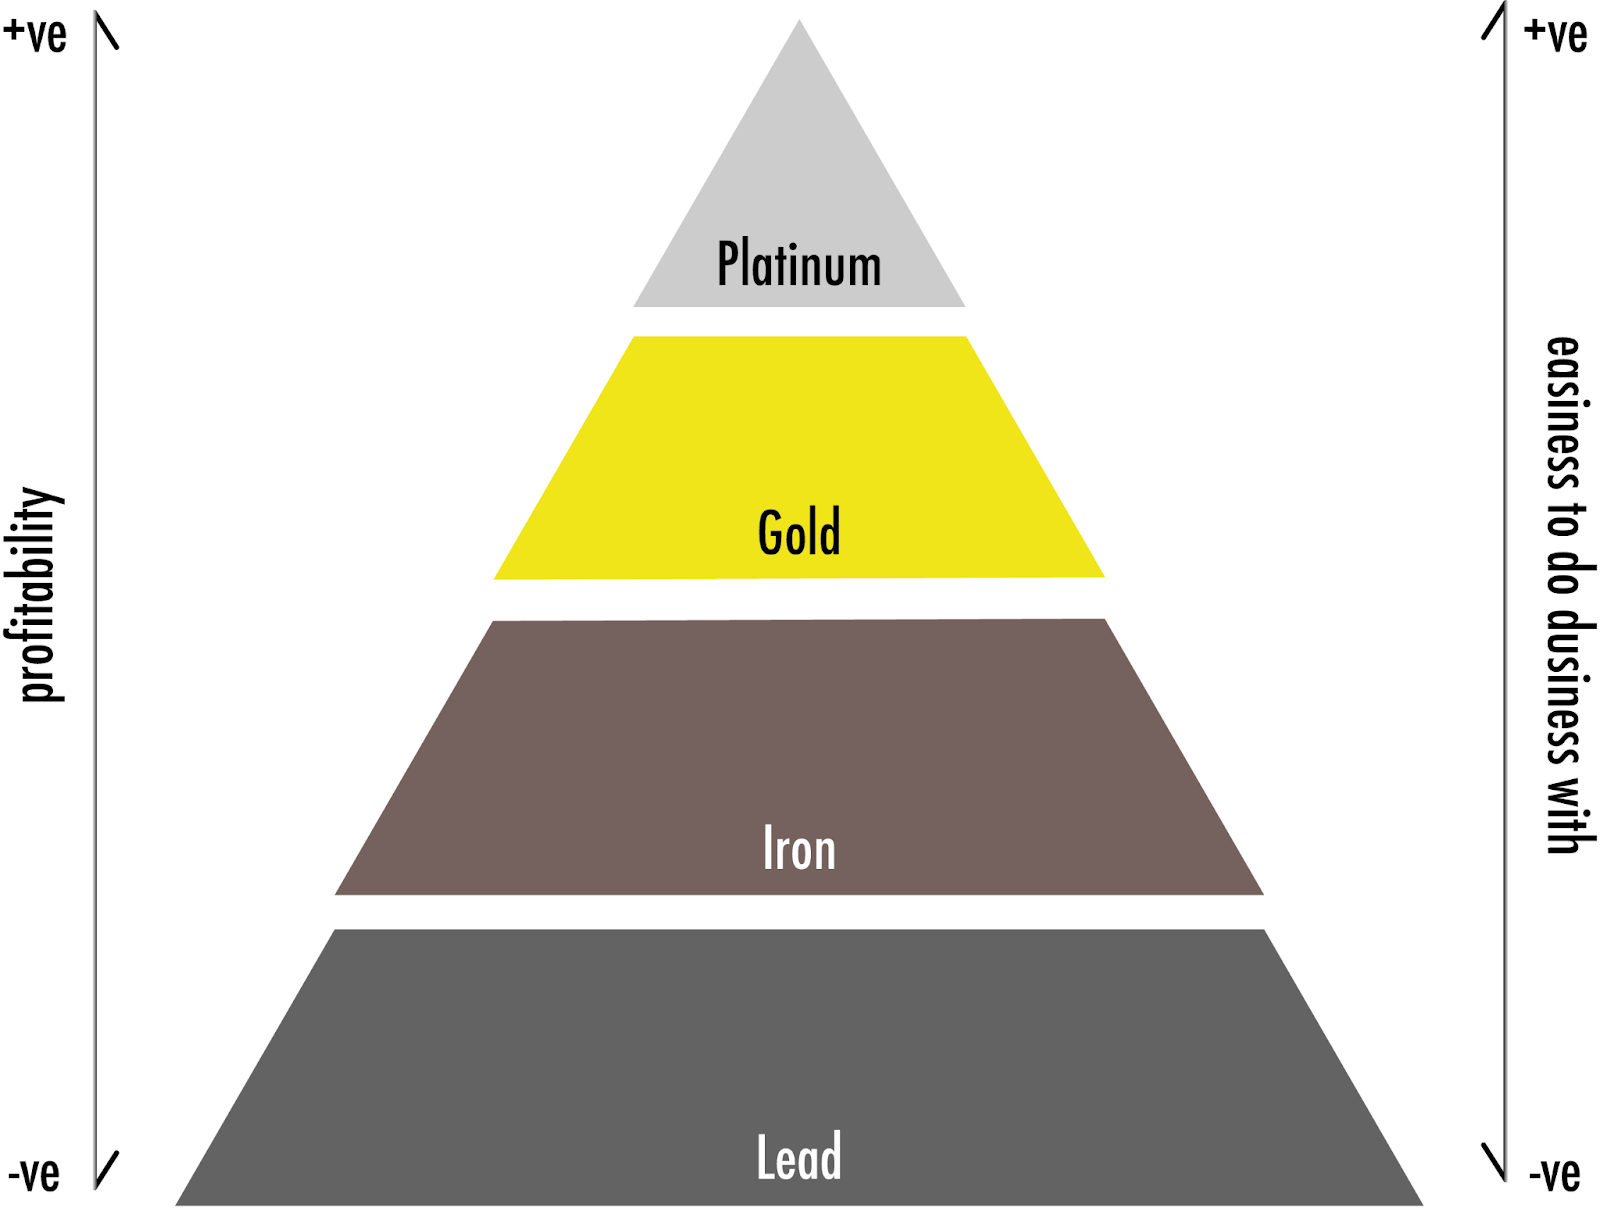 +ve
+ve
Platinum
Gold
profitability
easiness to do dusiness with
Iron
Lead
-ve
-ve